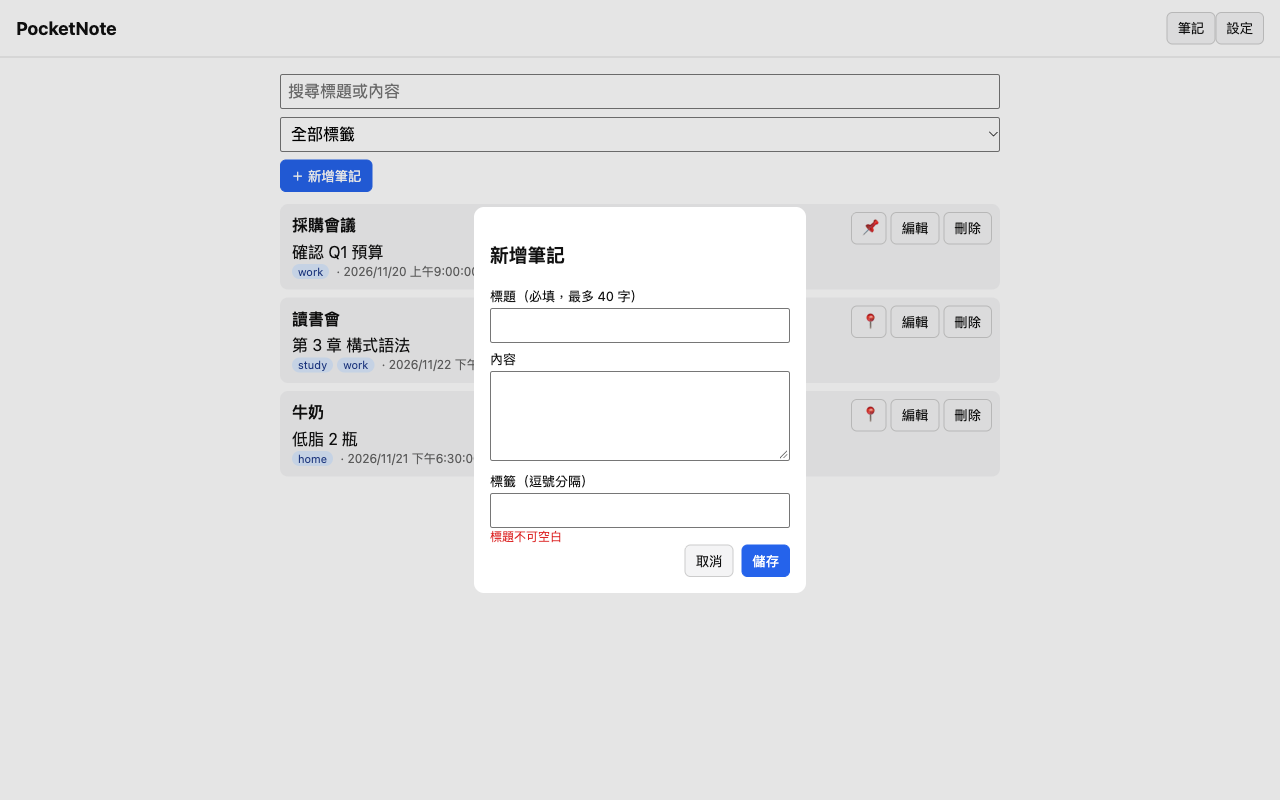 PocketNote
筆記 設定
搜尋標題或內容
全部標籤
+ 新增筆記
採購會議
確認 Q1 預算
work · 2026/11/20 上午9:00:00
編輯 刪除
讀書會
第 3 章 構式語法
study work · 2026/11/22 下午
編輯 刪除
牛奶
低脂 2 瓶
home · 2026/11/21 下午6:30:0
編輯 刪除
新增筆記
標題（必填，最多 40 字）
內容
標籤（逗號分隔）
標題不可空白
取消 儲存